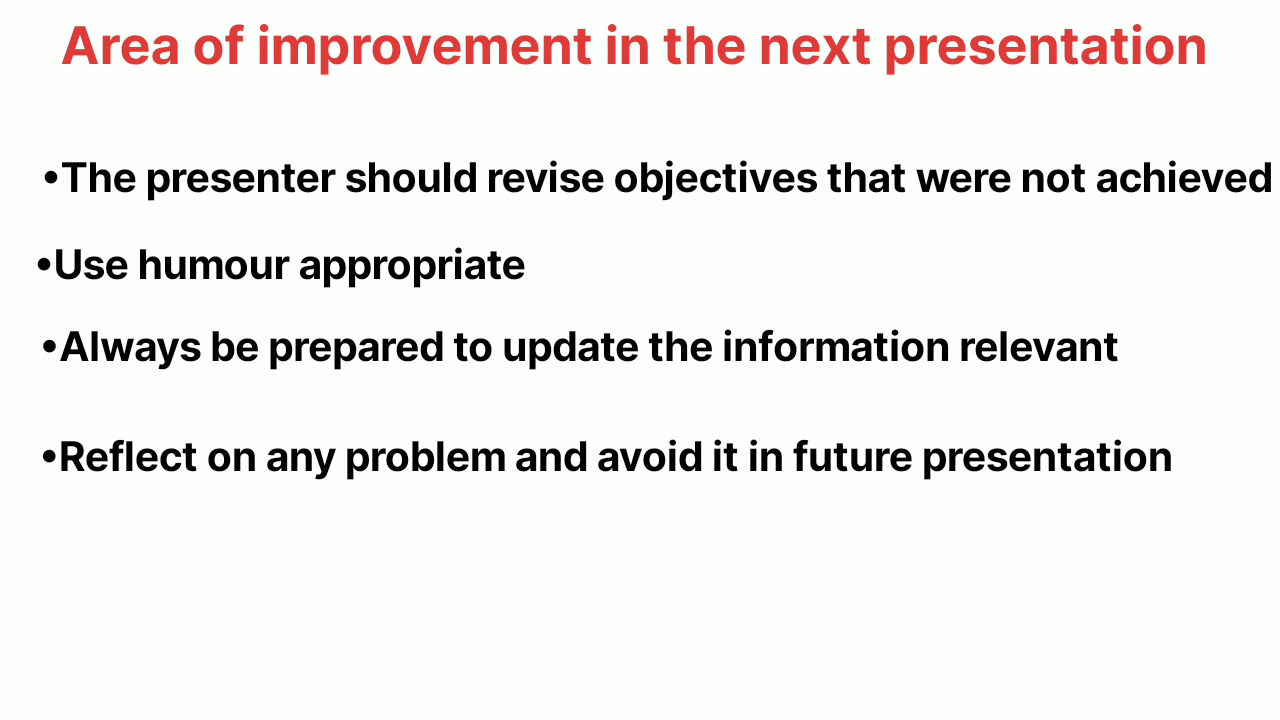 Area of improvement in the next presentation
•The presenter should revise objectives that were not achieved
•Use humour appropriate
•Always be prepared to update the information relevant
•Reflect on any problem and avoid it in future presentation